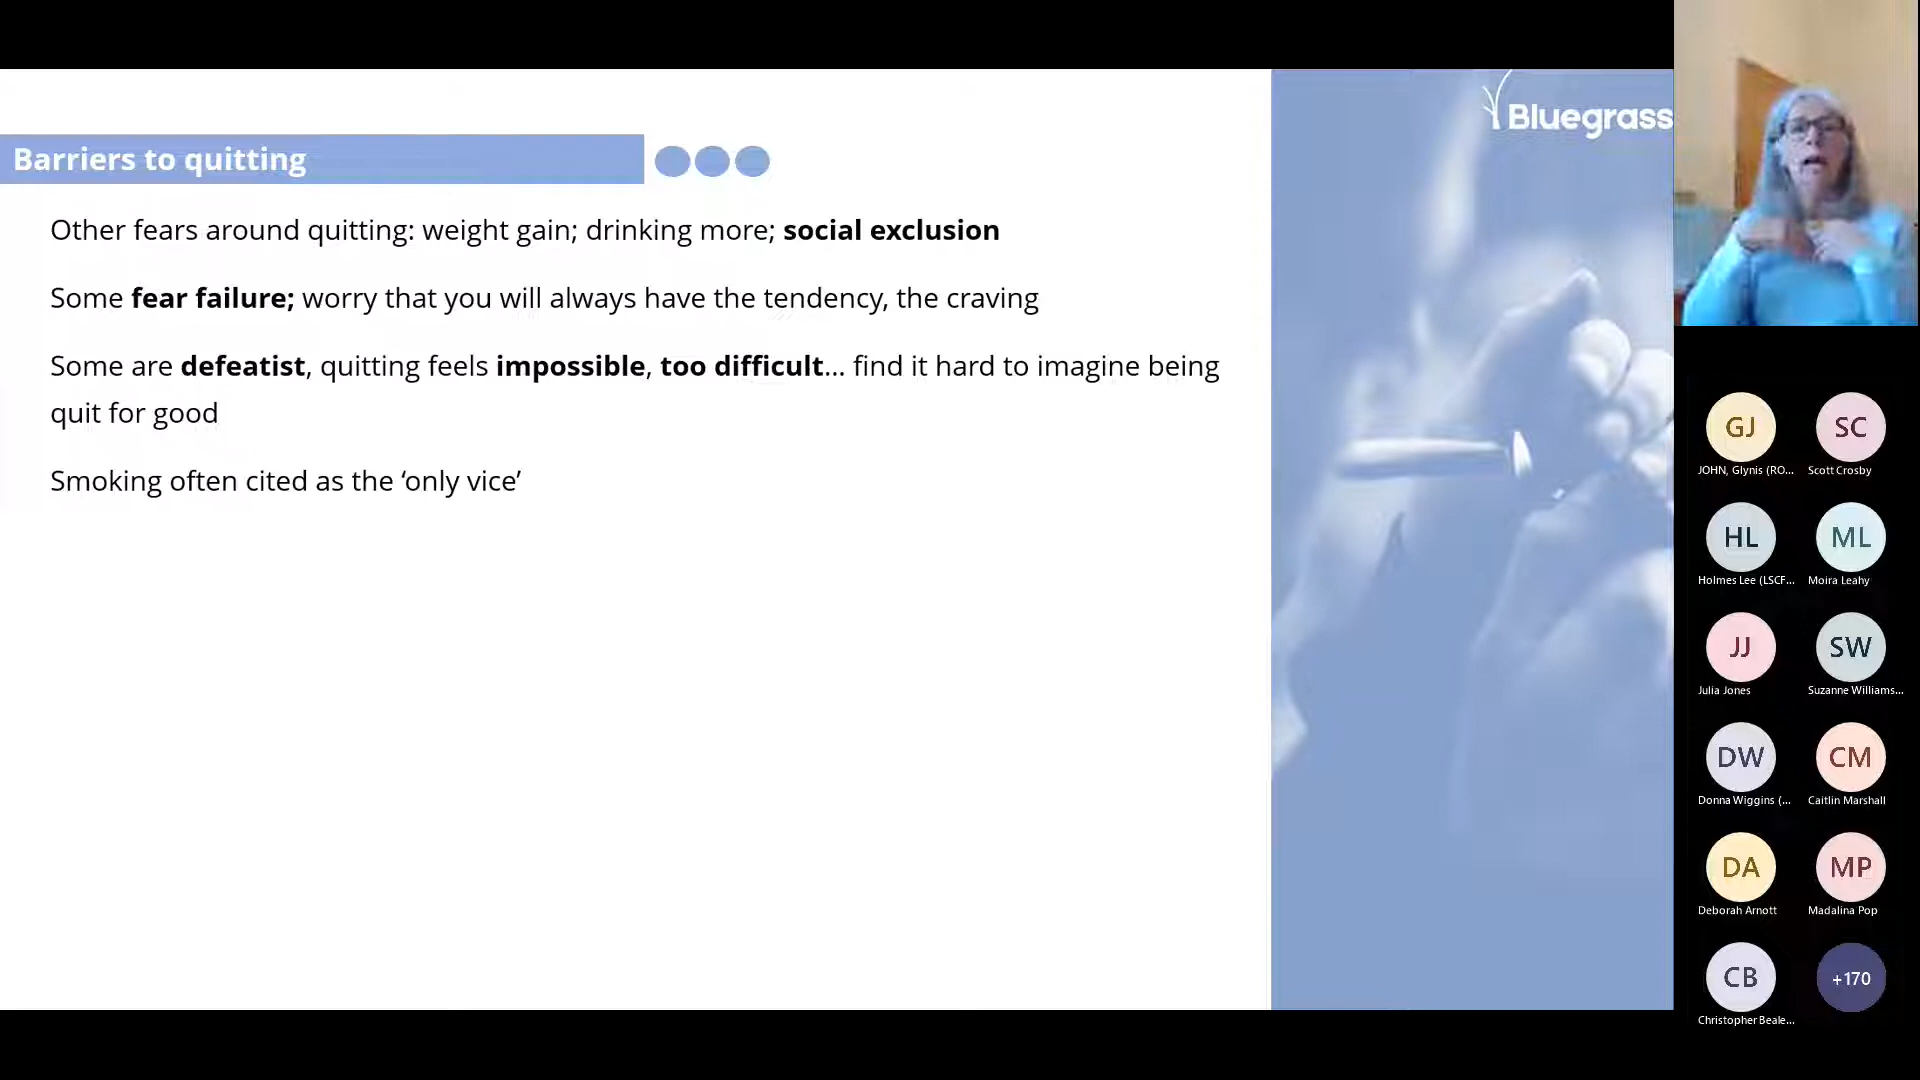 Bluegrass
Barriers to quitting
Other fears around quitting: weight gain; drinking more; social exclusion
Some fear failure; worry that you will always have the tendency, the craving
Some are defeatist, quitting feels impossible, too difficult... find it hard to imagine being
quit for good
Smoking often cited as the ‘only vice’
GJ
SC
JOHN, Glynis (RO...
Scott Crosby
HL
ML
Holmes Lee (LSCF...
Moira Leahy
JJ
SW
Julia Jones
Suzanne Williams...
DW
CM
Donna Wiggins (...
Caitlin Marshall
DA
MP
Deborah Arnott
Madalina Pop
CB
+170
Christopher Beale...